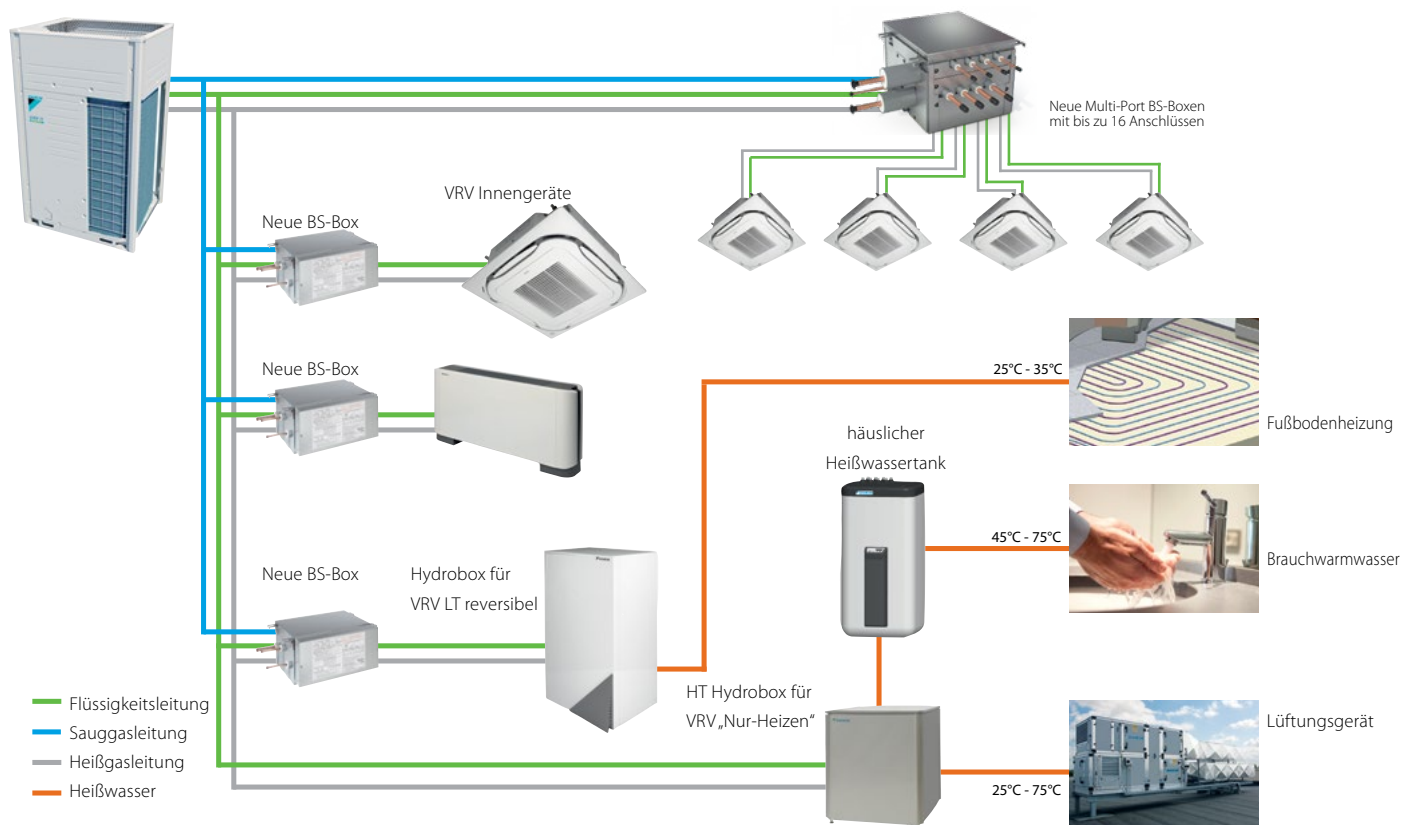 Neue Multi-Port BS-Boxen
mit bis zu 16 Anschlüssen
VRV Innengeräte
Neue BS-Box
Neue BS-Box
25°C - 35°C
Fußbodenheizung
häuslicher
Heißwassertank
45°C - 75°C
Brauchwarmwasser
Neue BS-Box
Hydrobox für
VRV LT reversibel
HT Hydrobox für
VRV „Nur-Heizen“
Lüftungsgerät
25°C - 75°C
Flüssigkeitsleitung
Sauggasleitung
Heißgasleitung
Heißwasser